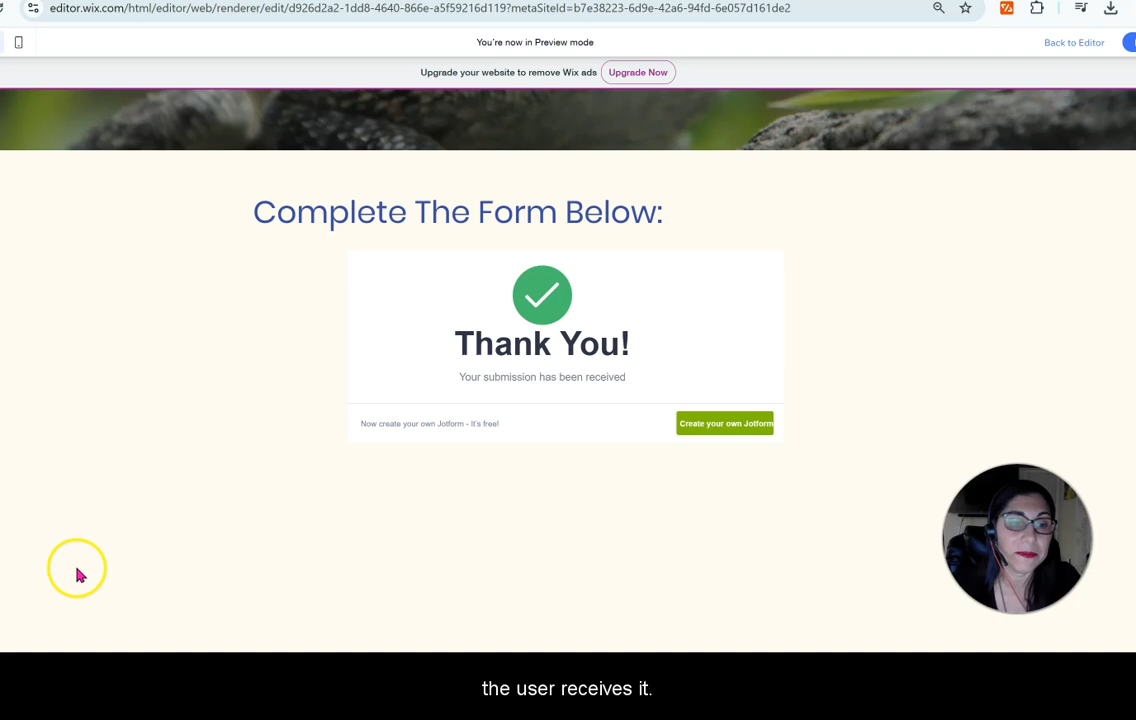 editor.wix.com/html/editor/web/renderer/edit/d926d2a2-1dd8-4640-866e-a5f59216d119?metaSiteId=b7e38223-6d9e-42a6-94fd-6e057d161de2
You're now in Preview mode
Back to Editor
Upgrade your website to remove Wix ads
Upgrade Now
Complete The Form Below:
Thank You!
Your submission has been received
Now create your own Jotform - It's free!
Create your own Jotform
the user receives it.